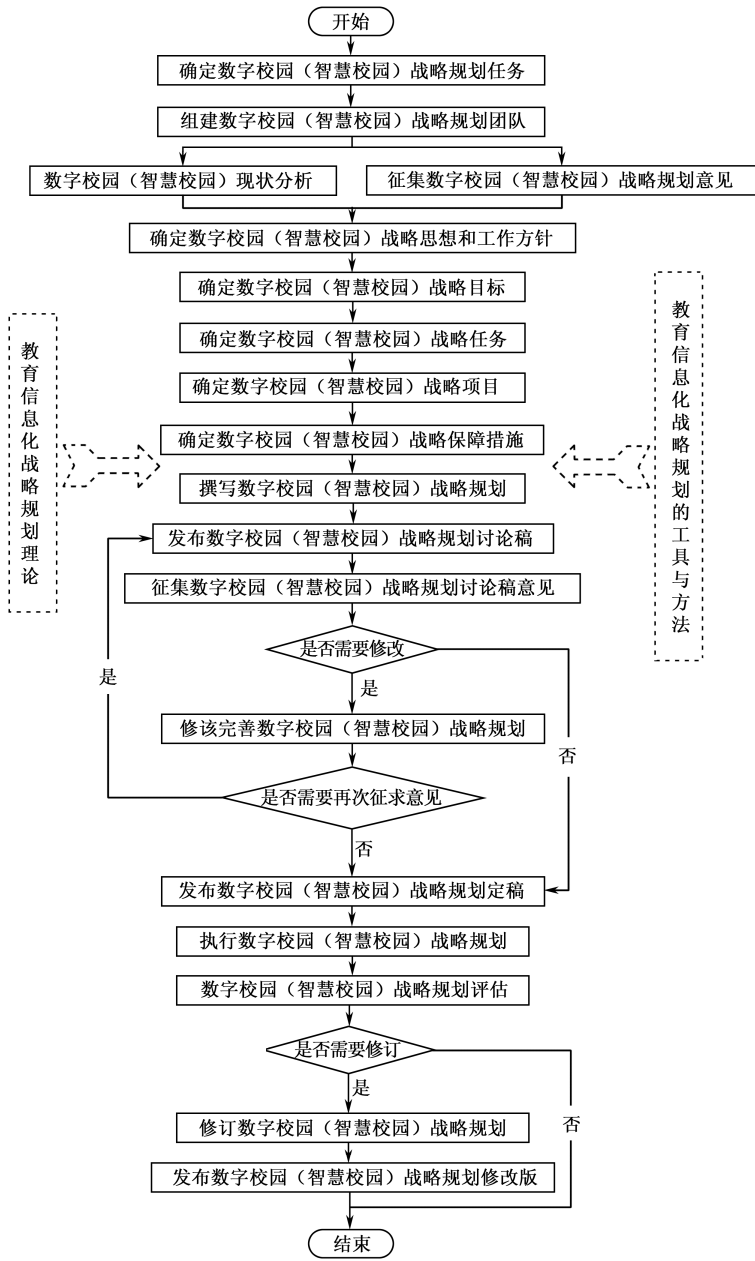 开始
确定数字校园（智慧校园）战略规划任务
组建数字校园（智慧校园）战略规划团队
数字校园（智慧校园）现状分析
征集数字校园（智慧校园）战略规划意见
确定数字校园（智慧校园）战略思想和工作方针
确定数字校园（智慧校园）战略目标
确定数字校园（智慧校园）战略任务
确定数字校园（智慧校园）战略项目
确定数字校园（智慧校园）战略保障措施
撰写数字校园（智慧校园）战略规划
教育信息化战略规划理论
教育信息化战略规划的工具与方法
发布数字校园（智慧校园）战略规划讨论稿
征集数字校园（智慧校园）战略规划讨论稿意见
是否需要修改
是
是
修该完善数字校园（智慧校园）战略规划
否
是否需要再次征求意见
否
发布数字校园（智慧校园）战略规划定稿
执行数字校园（智慧校园）战略规划
数字校园（智慧校园）战略规划评估
是否需要修订
是
否
修订数字校园（智慧校园）战略规划
发布数字校园（智慧校园）战略规划修改版
结束